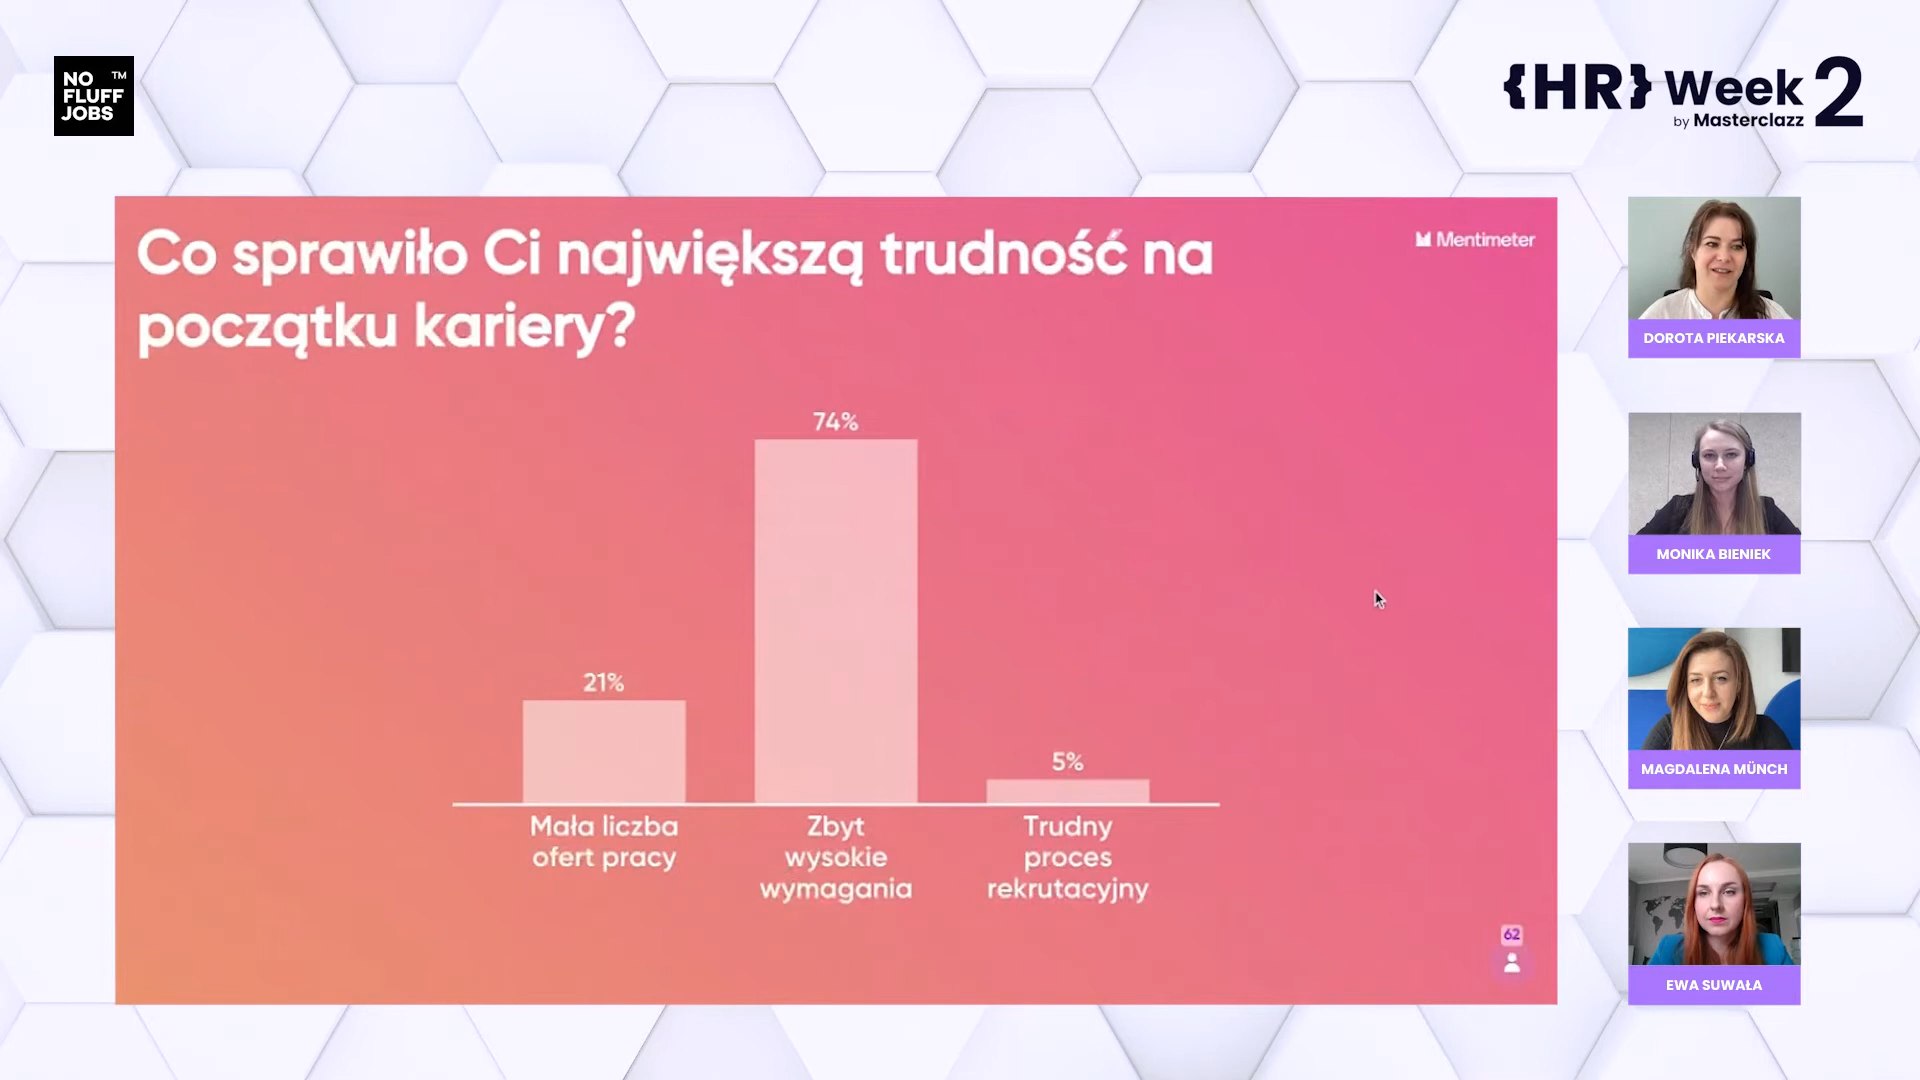 NO TM
FLUFF
JOBS
{HR} Week 2
by Masterclazz
Co sprawiło Ci największą trudność na
początku kariery?
Mentimeter
74%
21%
5%
Mała liczba
ofert pracy
Zbyt
wysokie
wymagania
Trudny
proces
rekrutacyjny
62
DOROTA PIEKARSKA
MONIKA BIENIEK
MAGDALENA MÜNCH
EWA SUWAŁA